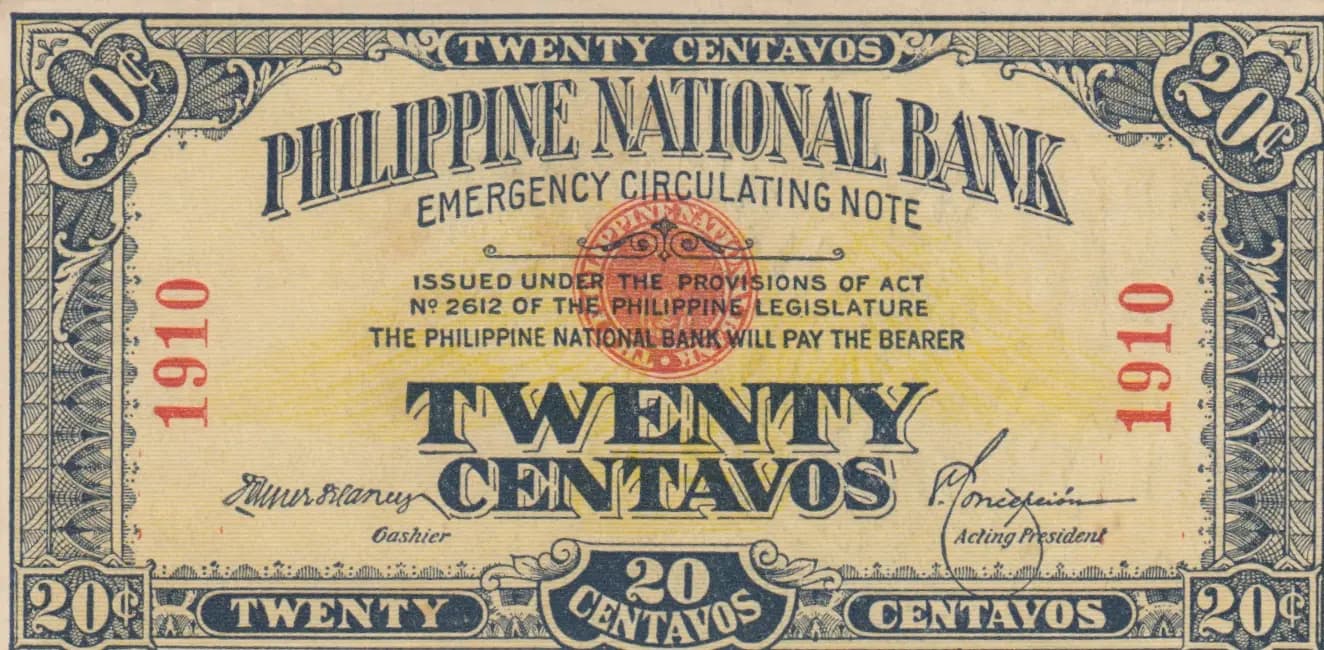 TWENTY CENTAVOS
20¢
20¢
PHILIPPINE NATIONAL BANK
EMERGENCY CIRCULATING NOTE
ISSUED UNDER THE PROVISIONS OF ACT
Nº 2612 OF THE PHILIPPINE LEGISLATURE
THE PHILIPPINE NATIONAL BANK WILL PAY THE BEARER
1910
1910
TWENTY
CENTAVOS
V. Concepción
Cashier
Acting President
20¢
TWENTY
20
CENTAVOS
CENTAVOS
20¢